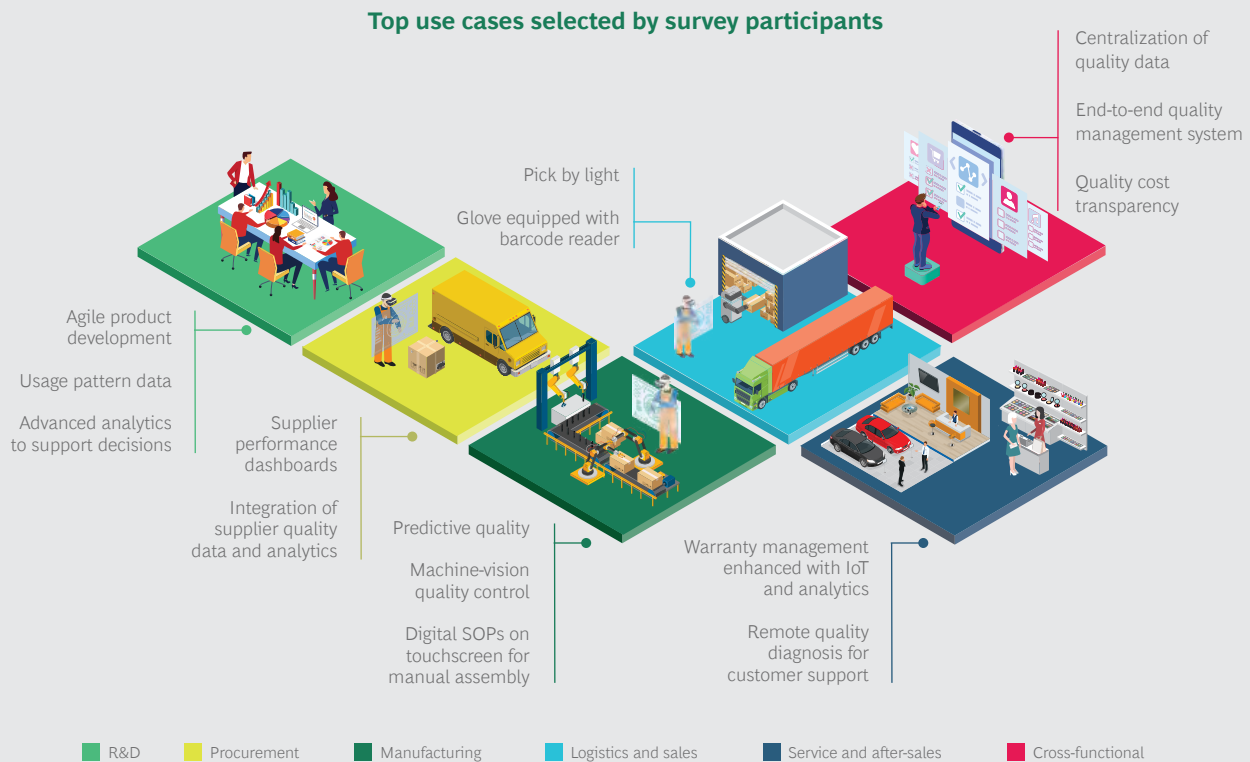 Top use cases selected by survey participants
Centralization of
quality data
End-to-end quality
management system
Quality cost
transparency
Pick by light
Glove equipped with
barcode reader
Agile product
development
Usage pattern data
Advanced analytics
to support decisions
Supplier
performance
dashboards
Integration of
supplier quality
data and analytics
Predictive quality
Machine-vision
quality control
Digital SOPs on
touchscreen for
manual assembly
Warranty management
enhanced with IoT
and analytics
Remote quality
diagnosis for
customer support
R&D
Procurement
Manufacturing
Logistics and sales
Service and after-sales
Cross-functional